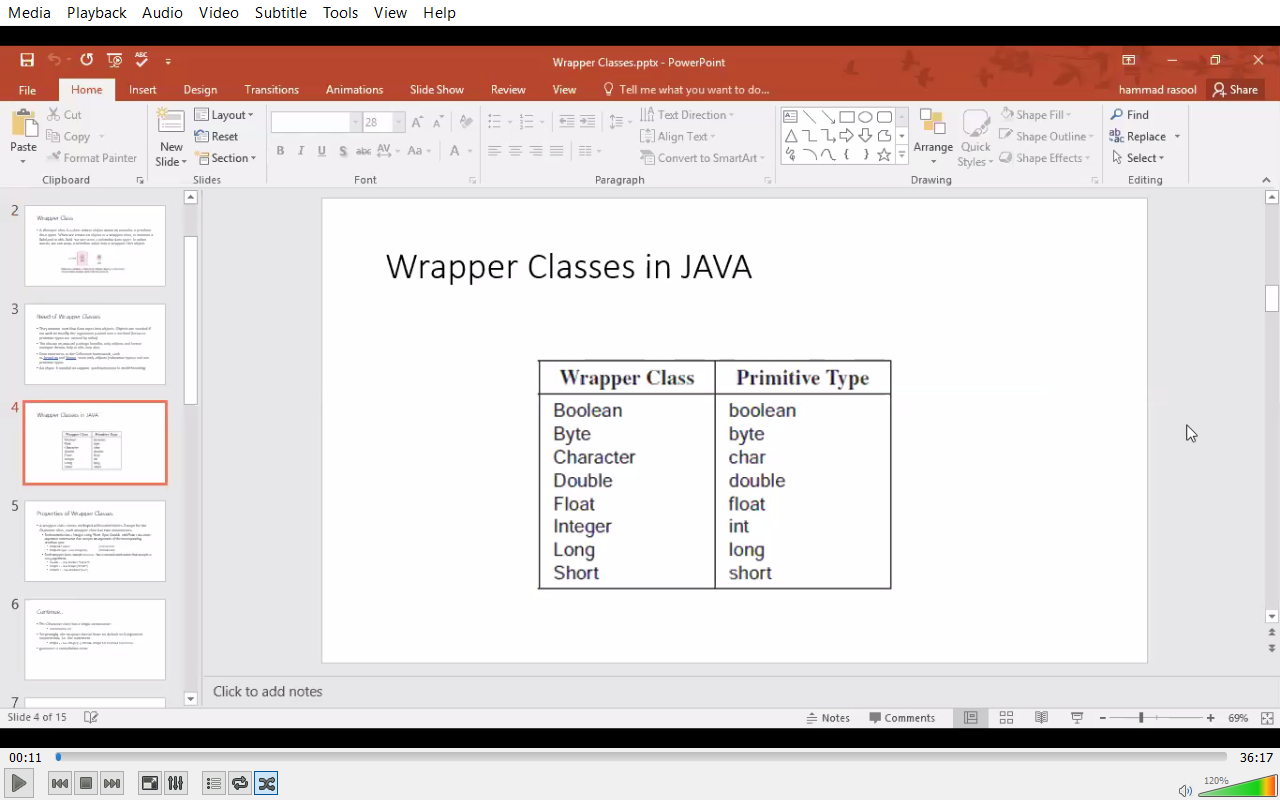 Media Playback Audio Video Subtitle Tools View Help
Wrapper Classes.pptx - PowerPoint
File Home Insert Design Transitions Animations Slide Show Review View Tell me what you want to do... hammad rasool Share
Paste
Cut
Copy
Format Painter
Clipboard
New
Slide
Layout
Reset
Section
Slides
28
B I U S abc AV Aa A
Font
Text Direction
Align Text
Convert to SmartArt
Paragraph
Arrange
Quick
Styles
Shape Fill
Shape Outline
Shape Effects
Drawing
Find
Replace
Select
Editing
2
Wrapper Class
3
Need of Wrapper Classes
4
Wrapper Classes in JAVA
5
Properties of Wrapper Classes
6
Continue..
7
Wrapper Classes in JAVA
Wrapper Class Primitive Type
Boolean boolean
Byte byte
Character char
Double double
Float float
Integer int
Long long
Short short
Click to add notes
Slide 4 of 15 Notes Comments 69%
00:11 36:17
120%